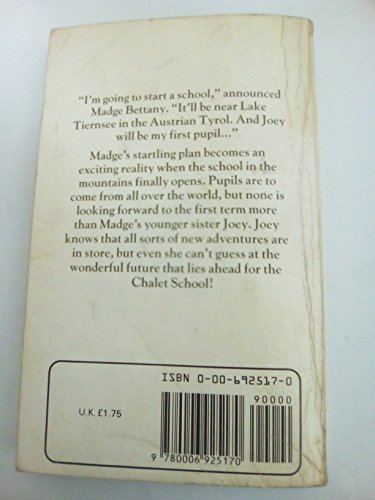 “I’m going to start a school,” announced
Madge Bettany. “It’ll be near Lake
Tiernsee in the Austrian Tyrol. And Joey
will be my first pupil...”
Madge’s startling plan becomes an
exciting reality when the school in the
mountains finally opens. Pupils are to
come from all over the world, but none is
looking forward to the first term more
than Madge’s younger sister Joey. Joey
knows that all sorts of new adventures are
in store, but even she can’t guess at the
wonderful future that lies ahead for the
Chalet School!
ISBN 0-00-692517-0
90000
U.K. £1.75
9 780006 925170